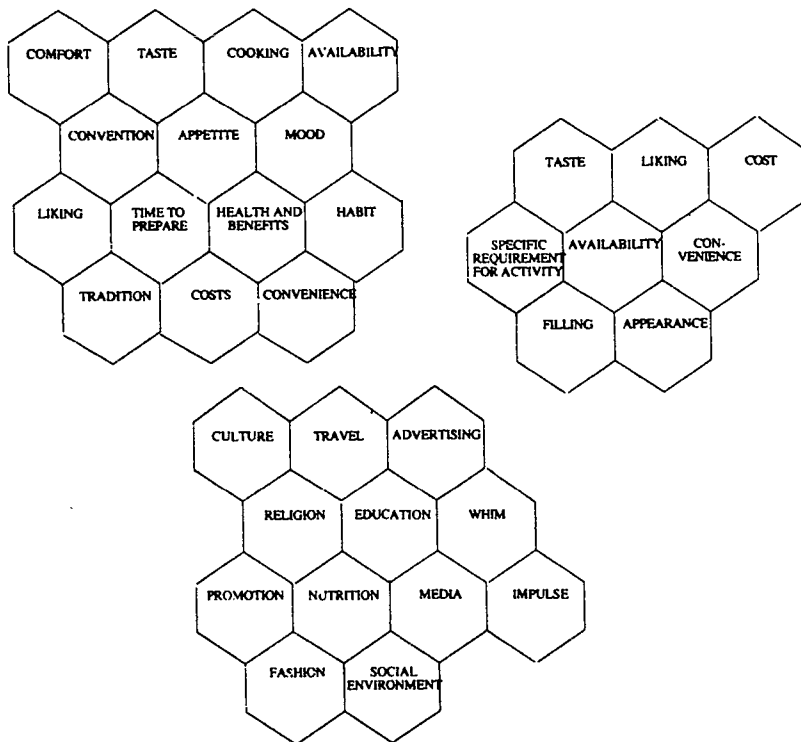 COMFORT
TASTE
COOKING
AVAILABILITY
CONVENTION
APPETITE
MOOD
LIKING
TIME TO
PREPARE
HEALTH AND
BENEFITS
HABIT
TRADITION
COSTS
CONVENIENCE
TASTE
LIKING
COST
SPECIFIC
REQUIREMENT
FOR ACTIVITY
AVAILABILITY
CON-
VENIENCE
FILLING
APPEARANCE
CULTURE
TRAVEL
ADVERTISING
RELIGION
EDUCATION
WHIM
PROMOTION
NUTRITION
MEDIA
IMPULSE
FASHION
SOCIAL
ENVIRONMENT